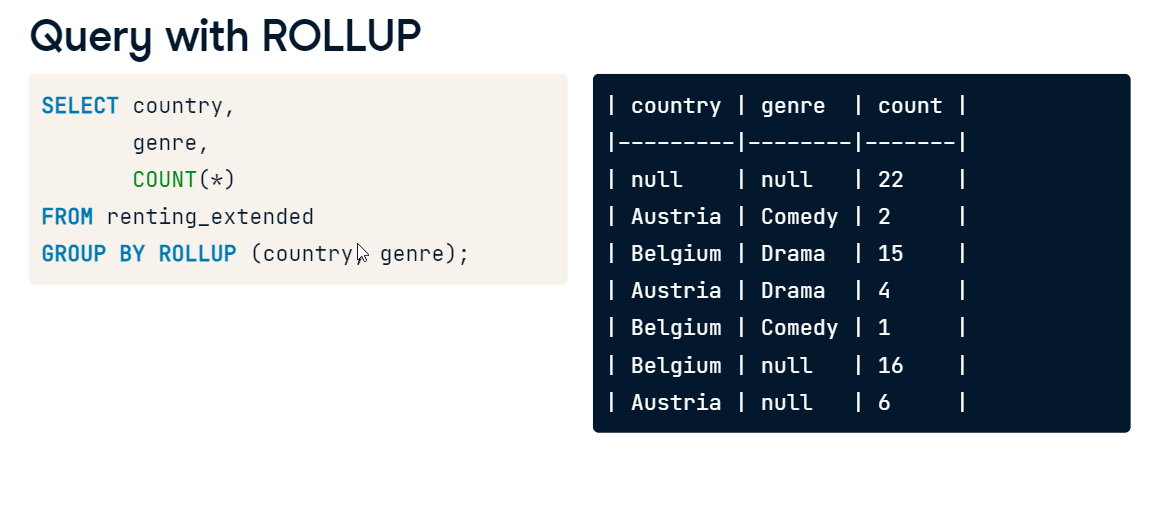 Query with ROLLUP
SELECT country,
genre,
COUNT(*)
FROM renting_extended
GROUP BY ROLLUP (country, genre);
| country | genre  | count |
|---------|--------|-------|
| null    | null   | 22    |
| Austria | Comedy | 2     |
| Belgium | Drama  | 15    |
| Austria | Drama  | 4     |
| Belgium | Comedy | 1     |
| Belgium | null   | 16    |
| Austria | null   | 6     |